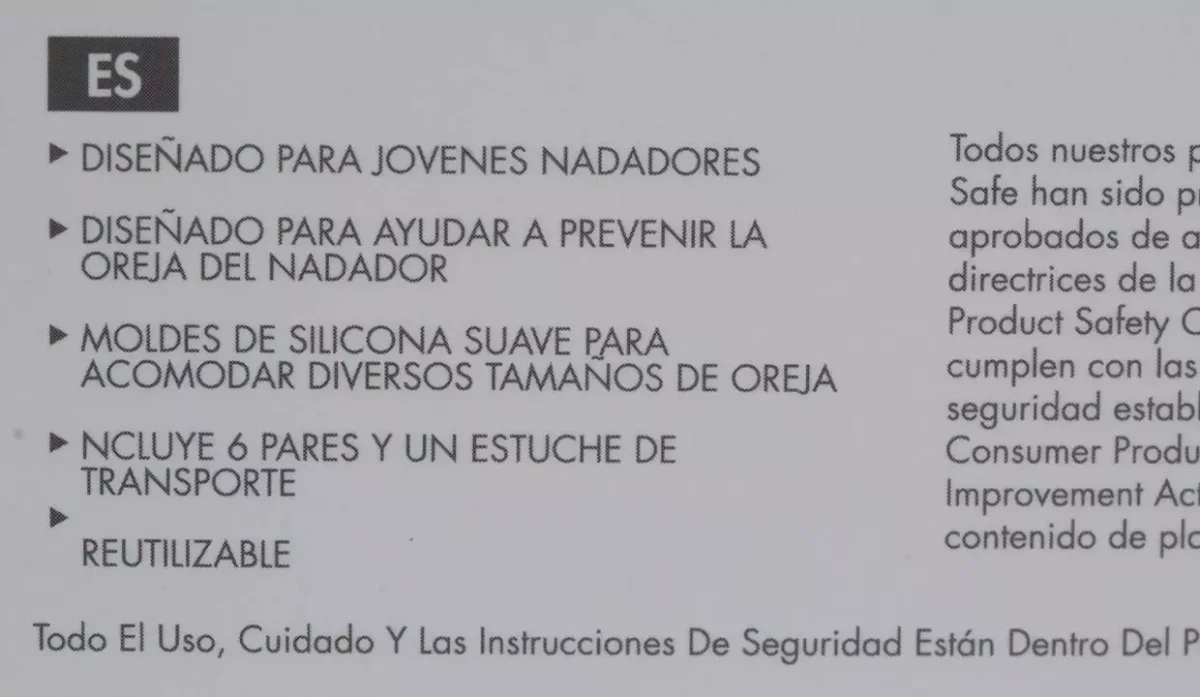 ES
DISEÑADO PARA JOVENES NADADORES
DISEÑADO PARA AYUDAR A PREVENIR LA
OREJA DEL NADADOR
MOLDES DE SILICONA SUAVE PARA
ACOMODAR DIVERSOS TAMAÑOS DE OREJA
NCLUYE 6 PARES Y UN ESTUCHE DE
TRANSPORTE
REUTILIZABLE
Todos nuestros
Safe han sido
aprobados de
directrices de la
Product Safety
cumplen con las
seguridad
Consumer
Improvement
contenido de
Todo El Uso, Cuidado Y Las Instrucciones De Seguridad Están Dentro Del